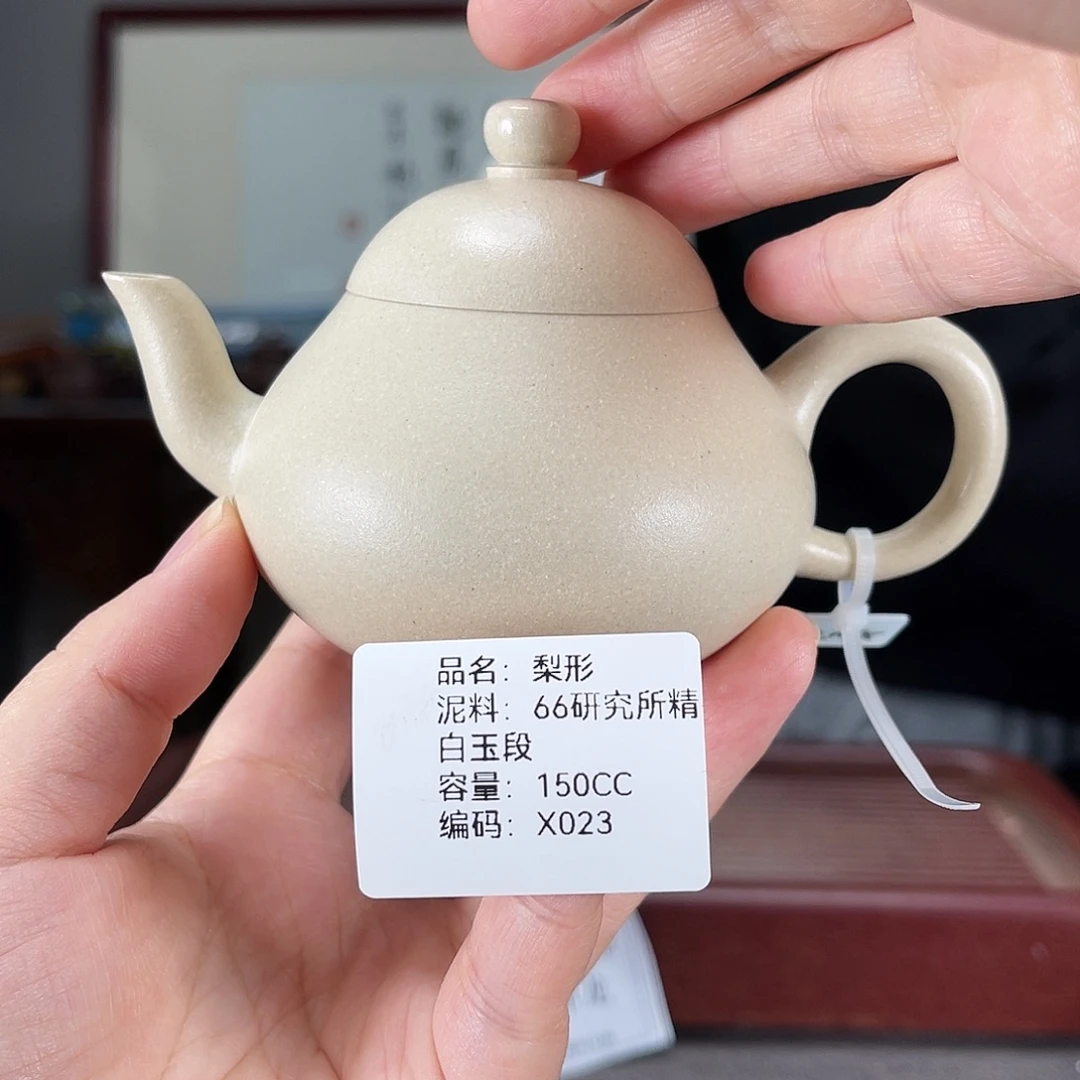 品名：梨形
泥料：66研究所精
白玉段
容量：150CC
编码：X023